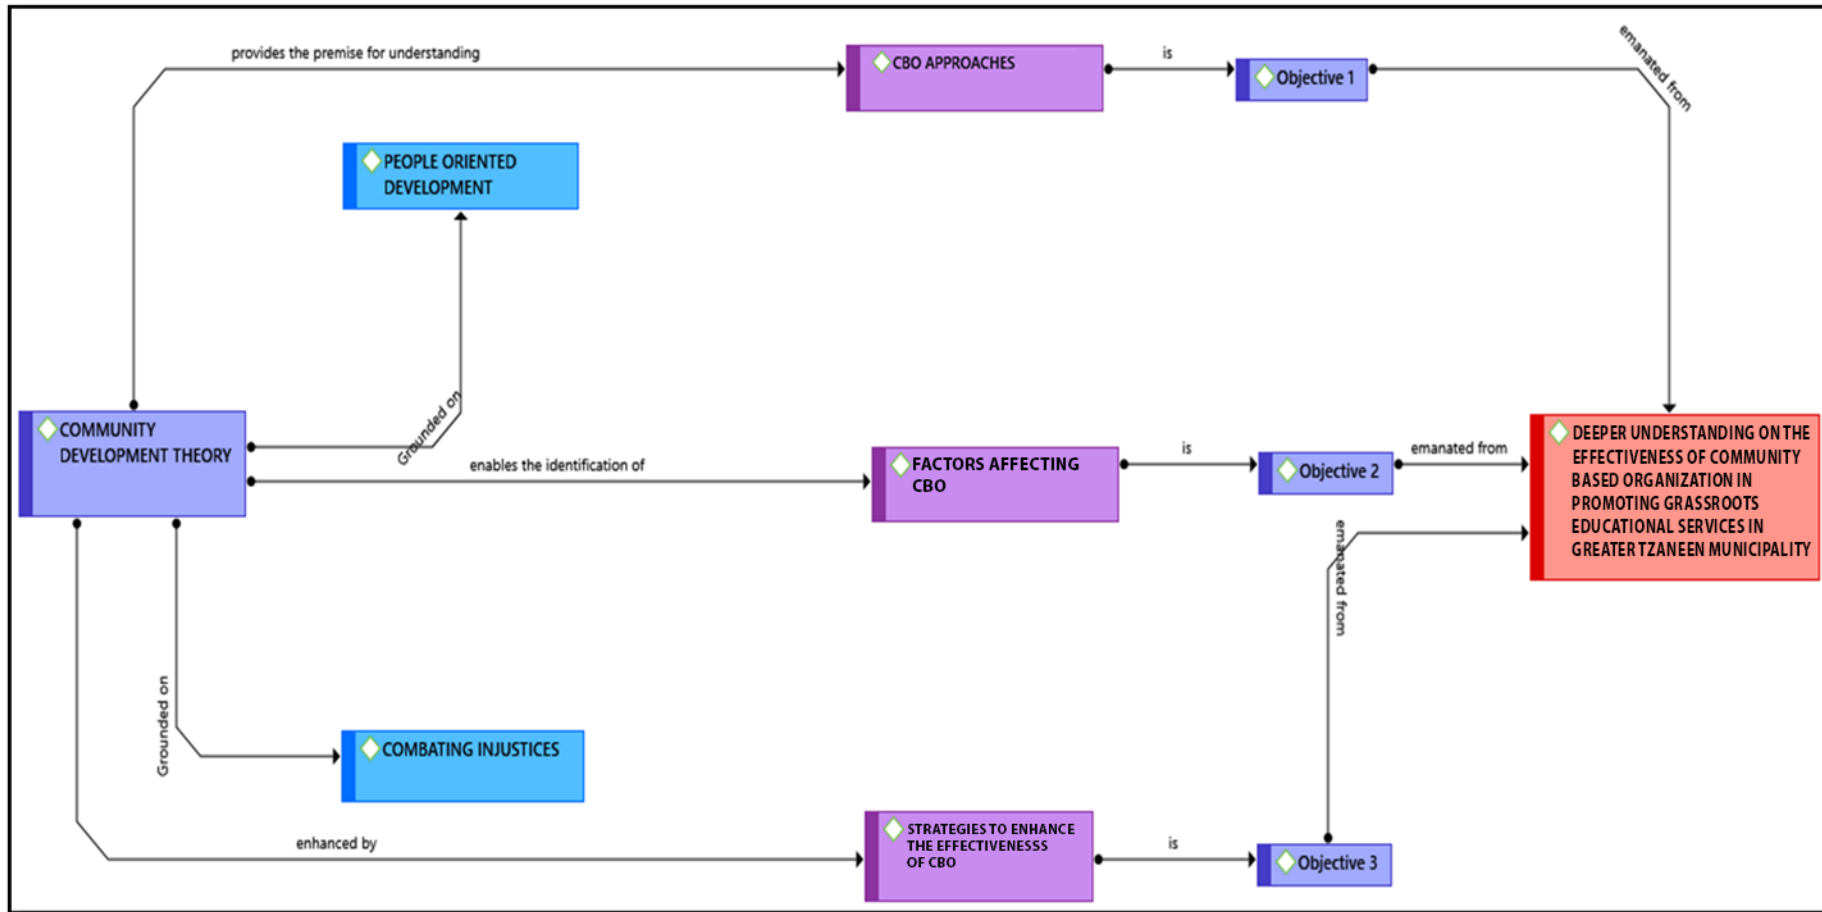 provides the premise for understanding
CBO APPROACHES
is
Objective 1
emanated from
PEOPLE ORIENTED
DEVELOPMENT
Grounded on
COMMUNITY
DEVELOPMENT THEORY
enables the identification of
FACTORS AFFECTING
CBO
is
Objective 2
emanated from
DEEPER UNDERSTANDING ON THE
EFFECTIVENESS OF COMMUNITY
BASED ORGANIZATION IN
PROMOTING GRASSROOTS
EDUCATIONAL SERVICES IN
GREATER TZANEEN MUNICIPALITY
emanated from
Grounded on
COMBATING INJUSTICES
enhanced by
STRATEGIES TO ENHANCE
THE EFFECTIVENESSS
OF CBO
is
Objective 3